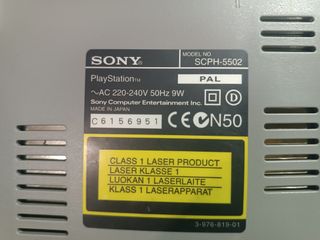 SONY
MODEL NO.
SCPH-5502
PlayStation™
PAL
～AC 220-240V 50Hz 9W
Sony Computer Entertainment Inc.
MADE IN JAPAN
C6156951
D
CE N50
CLASS 1 LASER PRODUCT
LASER KLASSE 1
LUOKAN 1 LASERLAITE
KLASS 1 LASERAPPARAT
3-976-819-01